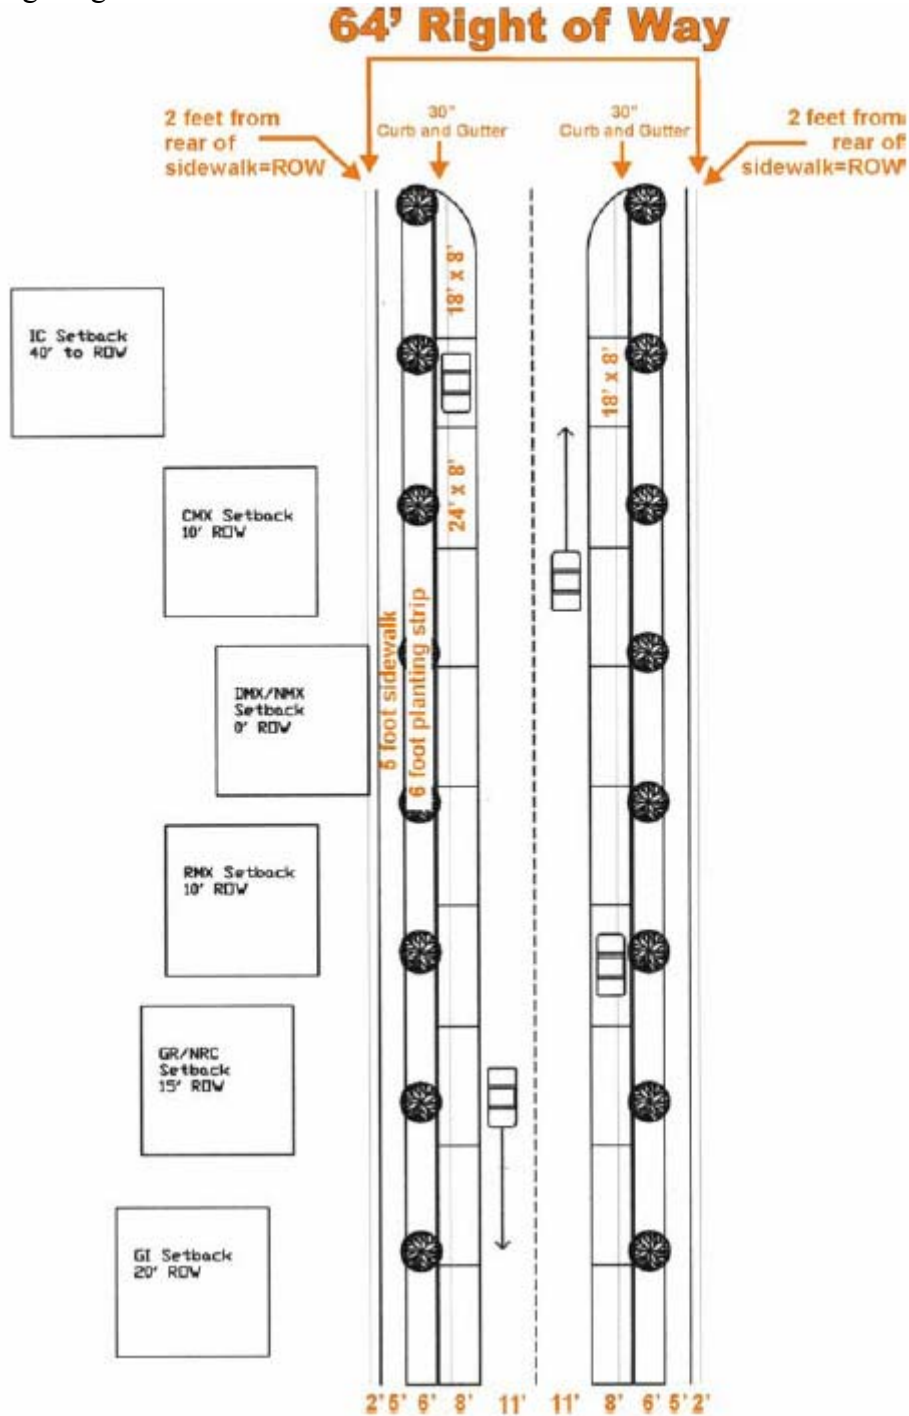 64’ Right of Way
2 feet from
rear of
sidewalk=ROW
30"
Curb and Gutter
30"
Curb and Gutter
2 feet from
rear of
sidewalk=ROW'
18’ x 8’
IC Setback
40' to ROW
18’ x 8’
24’ x 8’
CMX Setback
10' ROW
5 foot sidewalk
6 foot planting strip
DMX/NMX
Setback
0' ROW
RMX Setback
10' ROW
GR/NRC
Setback
15' ROW
GI Setback
20' ROW
2' 5' 6' 8' 11' 11' 8' 6' 5' 2'